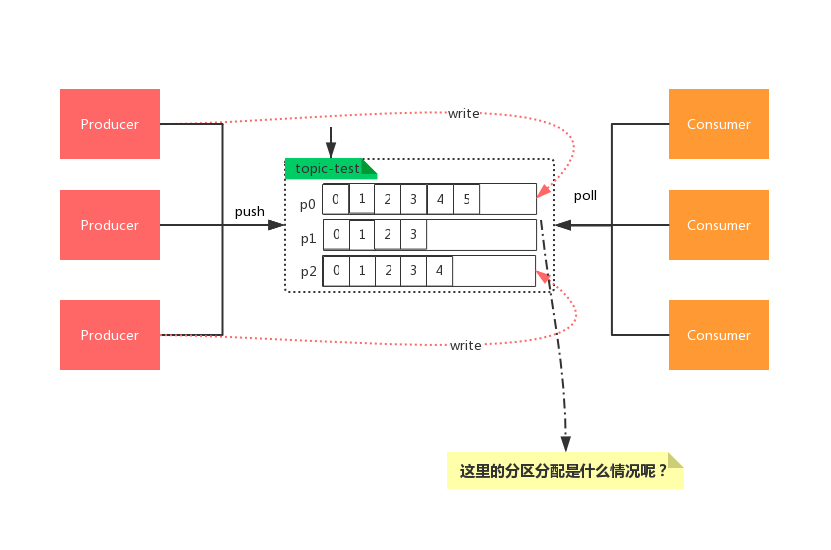 Producer
write
Consumer
topic-test
p0 0 1 2 3 4 5
Producer
push
p1 0 1 2 3
poll
Consumer
p2 0 1 2 3 4
Producer
write
Consumer
这里的分区分配是什么情况呢？